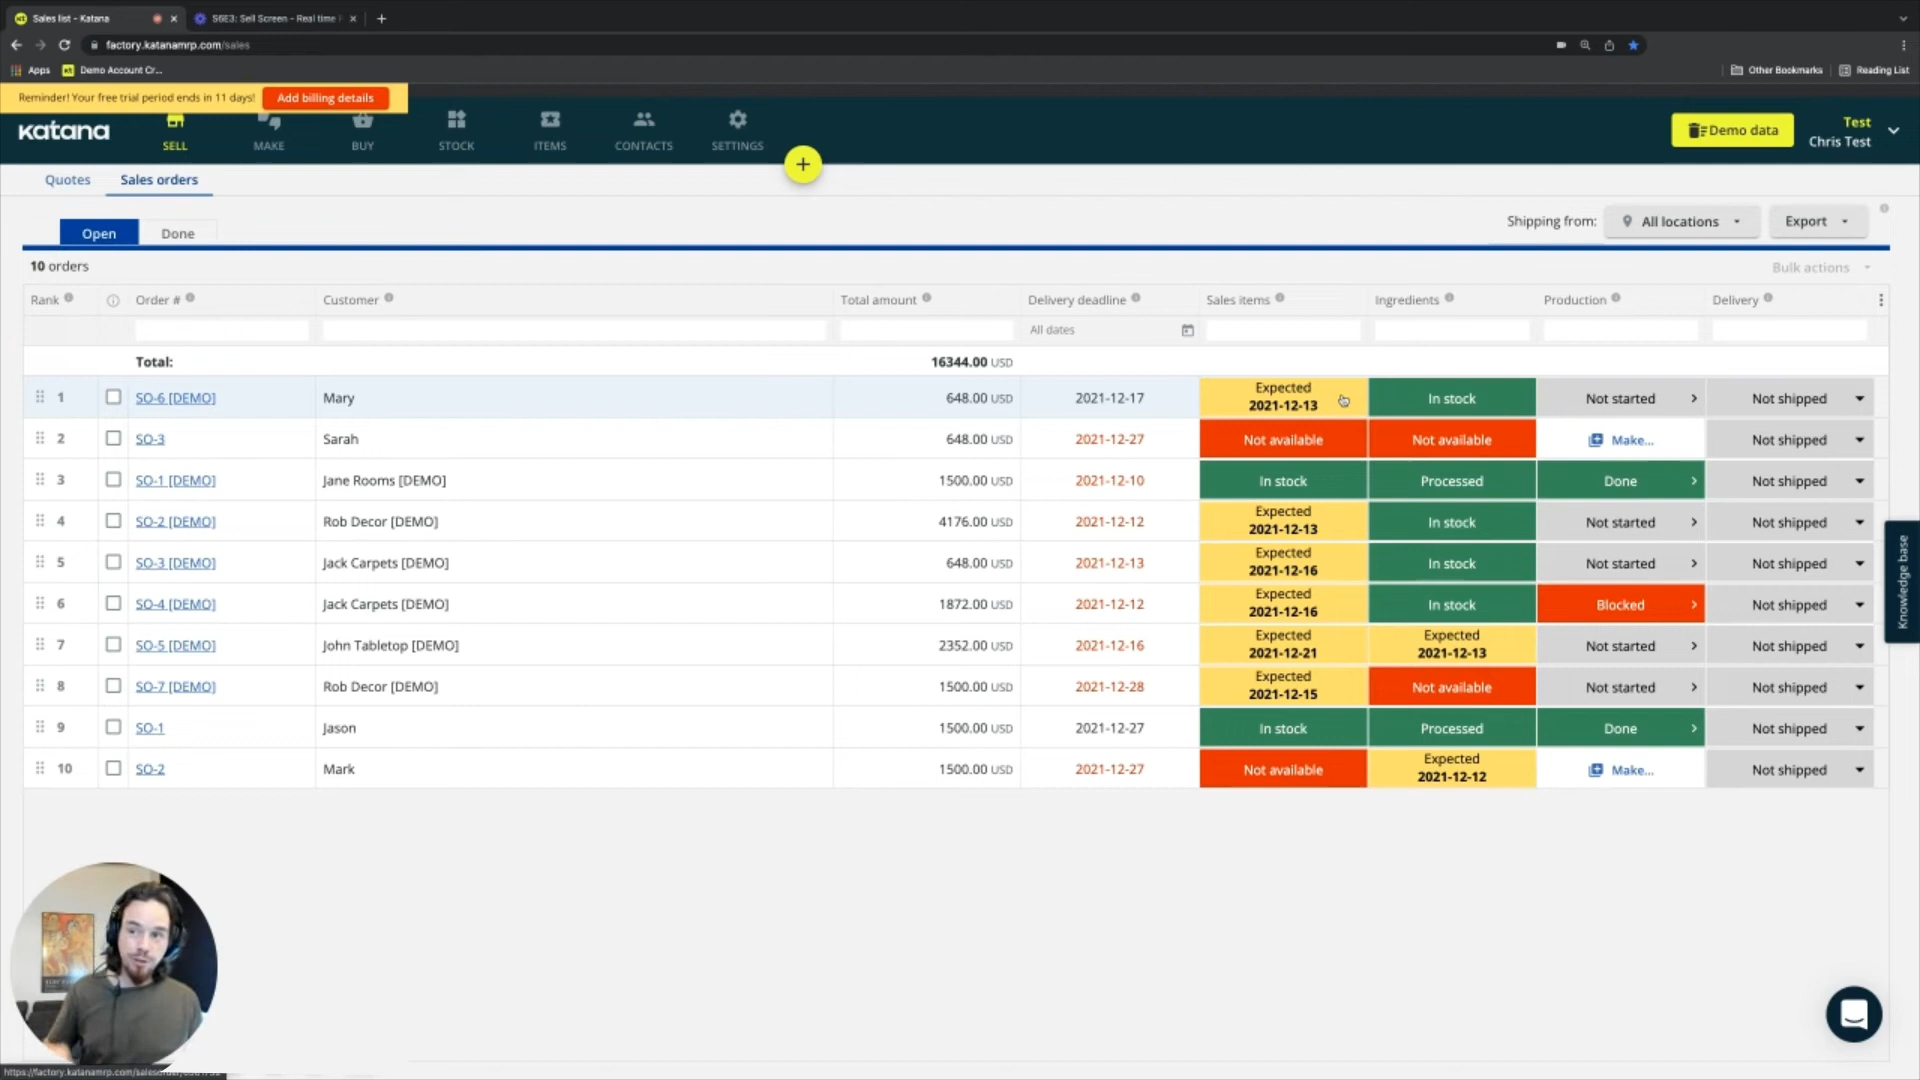 Sales list - Katana
S6E3: Sell Screen - Real time
factory.katanamrp.com/sales
Apps
Demo Account Cr...
Other Bookmarks
Reading List
Reminder! Your free trial period ends in 11 days!
Add billing details
katana
SELL
MAKE
BUY
STOCK
ITEMS
CONTACTS
SETTINGS
+
Demo data
Test
Chris Test
Quotes
Sales orders
Open
Done
Shipping from:
All locations
Export
10 orders
Bulk actions
Rank
Order #
Customer
Total amount
Delivery deadline
Sales items
Ingredients
Production
Delivery
All dates
Total:
16344.00 USD
1 SO-6 [DEMO] Mary 648.00 USD 2021-12-17 Expected 2021-12-13 In stock Not started Not shipped
2 SO-3 Sarah 648.00 USD 2021-12-27 Not available Not available Make... Not shipped
3 SO-1 [DEMO] Jane Rooms [DEMO] 1500.00 USD 2021-12-10 In stock Processed Done Not shipped
4 SO-2 [DEMO] Rob Decor [DEMO] 4176.00 USD 2021-12-12 Expected 2021-12-13 In stock Not started Not shipped
5 SO-3 [DEMO] Jack Carpets [DEMO] 648.00 USD 2021-12-13 Expected 2021-12-16 In stock Not started Not shipped
6 SO-4 [DEMO] Jack Carpets [DEMO] 1872.00 USD 2021-12-12 Expected 2021-12-16 In stock Blocked Not shipped
7 SO-5 [DEMO] John Tabletop [DEMO] 2352.00 USD 2021-12-16 Expected 2021-12-21 Expected 2021-12-13 Not started Not shipped
8 SO-7 [DEMO] Rob Decor [DEMO] 1500.00 USD 2021-12-28 Expected 2021-12-15 Not available Not started Not shipped
9 SO-1 Jason 1500.00 USD 2021-12-27 In stock Processed Done Not shipped
10 SO-2 Mark 1500.00 USD 2021-12-27 Not available Expected 2021-12-12 Make... Not shipped
Knowledge base